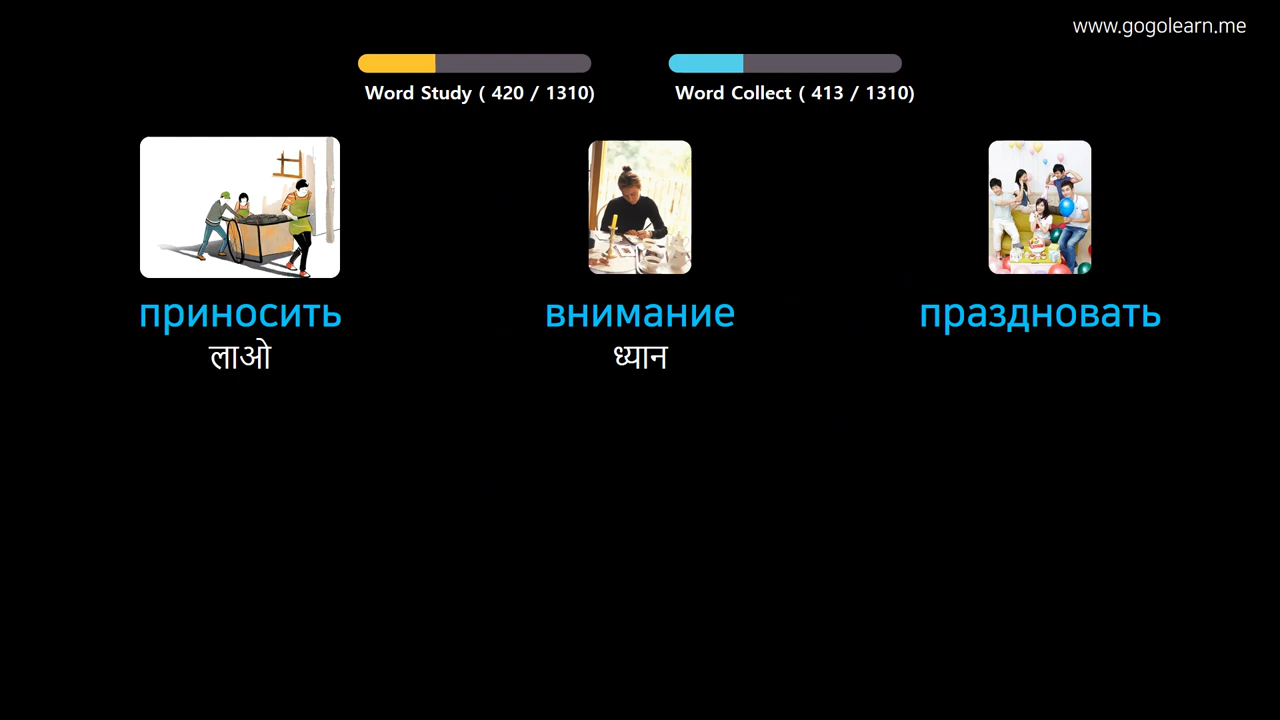 www.gogolearn.me
Word Study ( 420 / 1310)
Word Collect ( 413 / 1310)
приносить
внимание
праздновать
लाओ
ध्यान